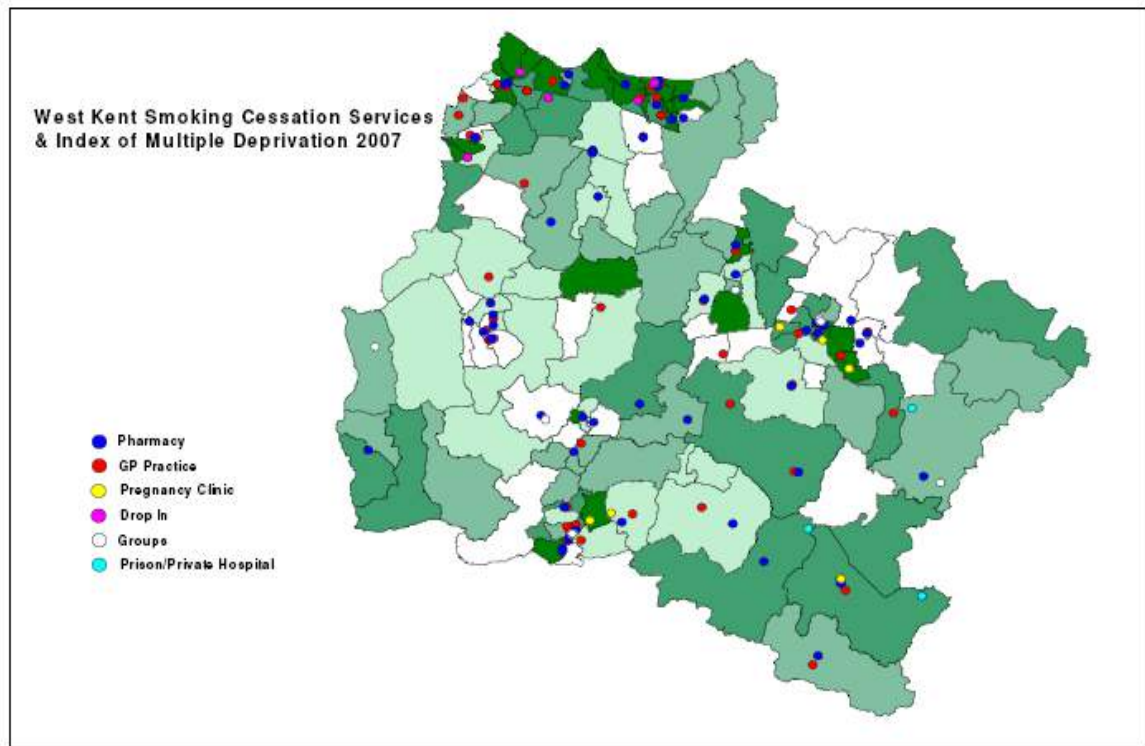 West Kent Smoking Cessation Services
& Index of Multiple Deprivation 2007
Pharmacy
GP Practice
Pregnancy Clinic
Drop In
Groups
Prison/Private Hospital